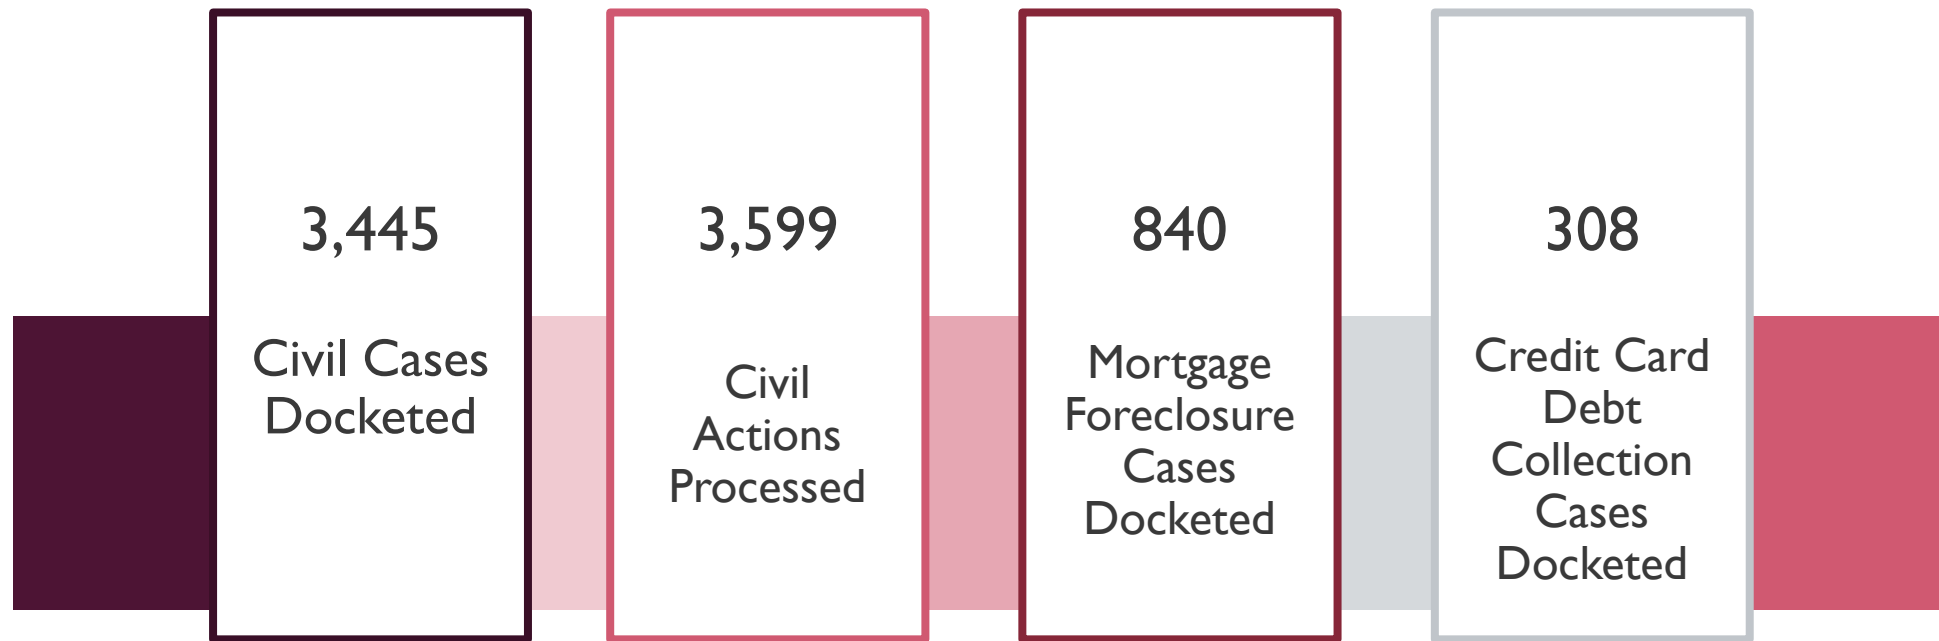 3,445
Civil Cases
Docketed
3,599
Civil
Actions
Processed
840
Mortgage
Foreclosure
Cases
Docketed
308
Credit Card
Debt
Collection
Cases
Docketed